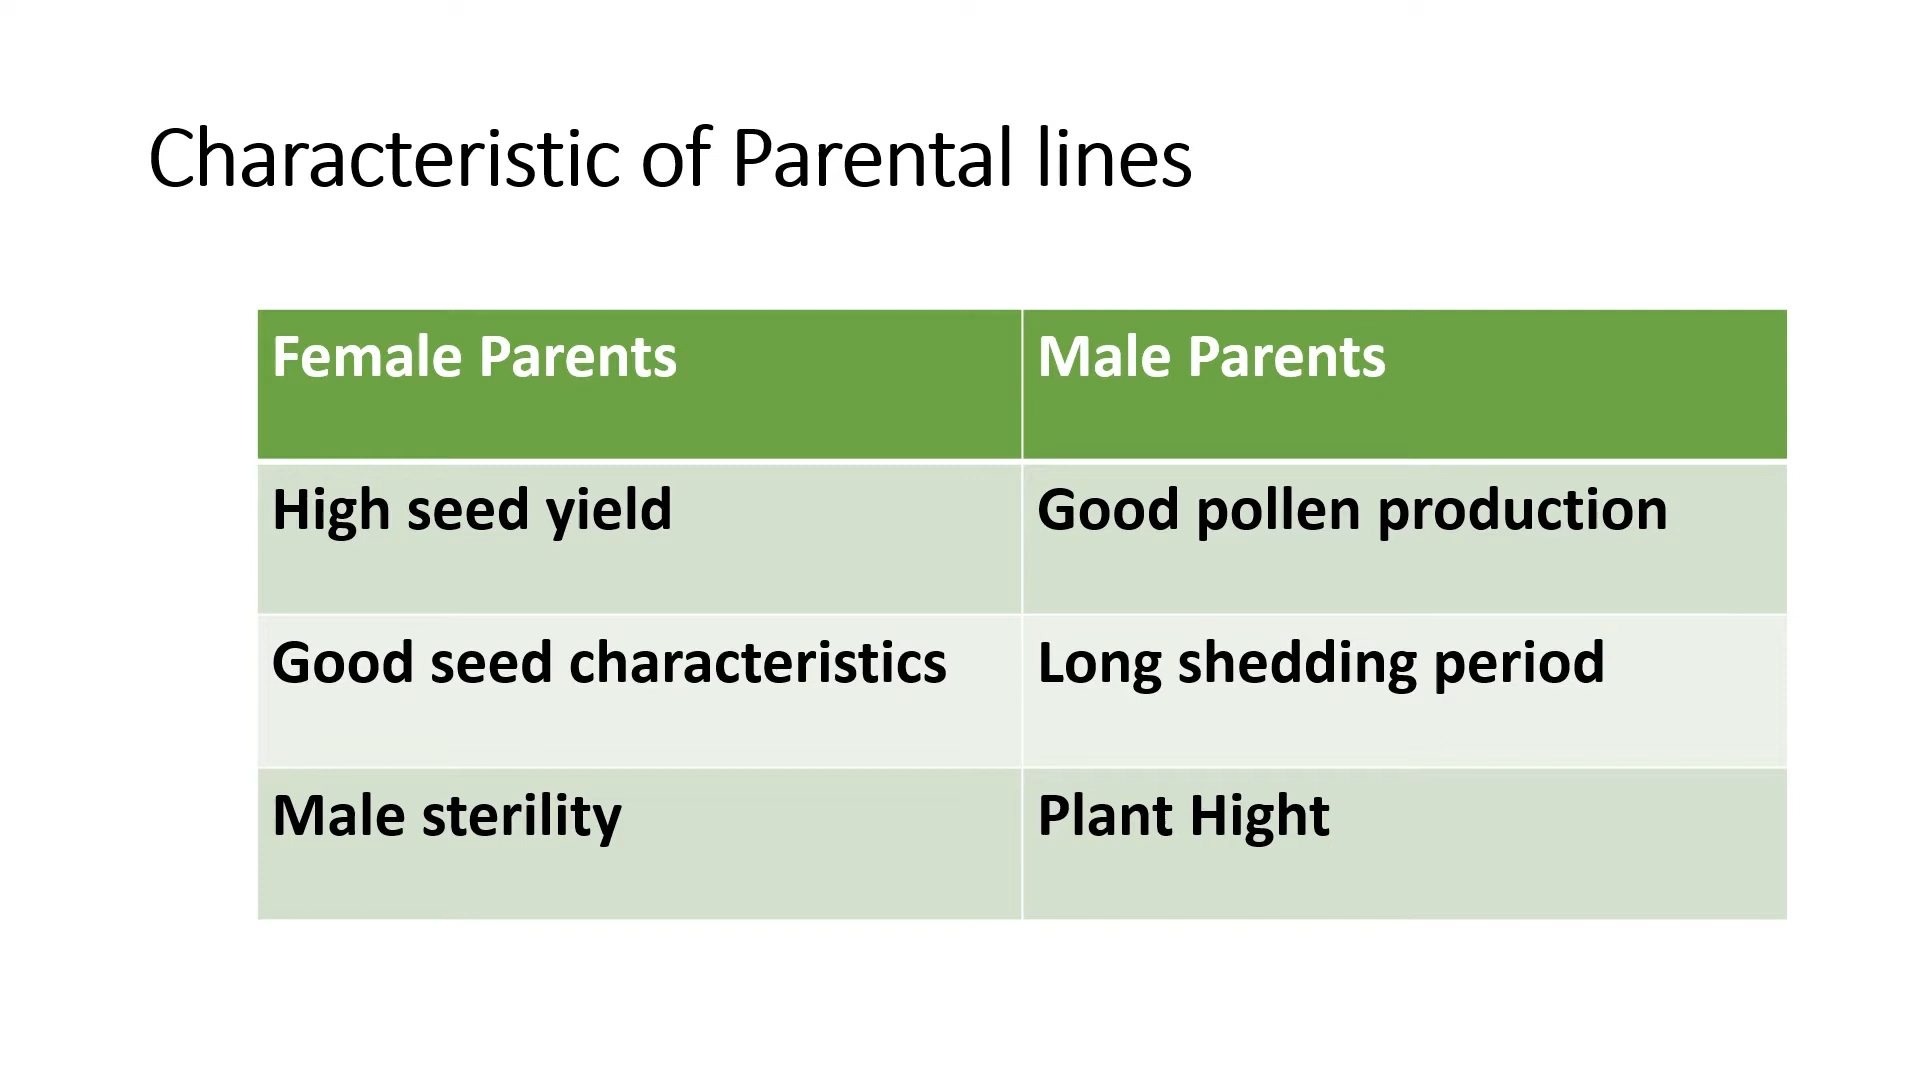 Characteristic of Parental lines
Female Parents
Male Parents
High seed yield
Good pollen production
Good seed characteristics
Long shedding period
Male sterility
Plant Hight